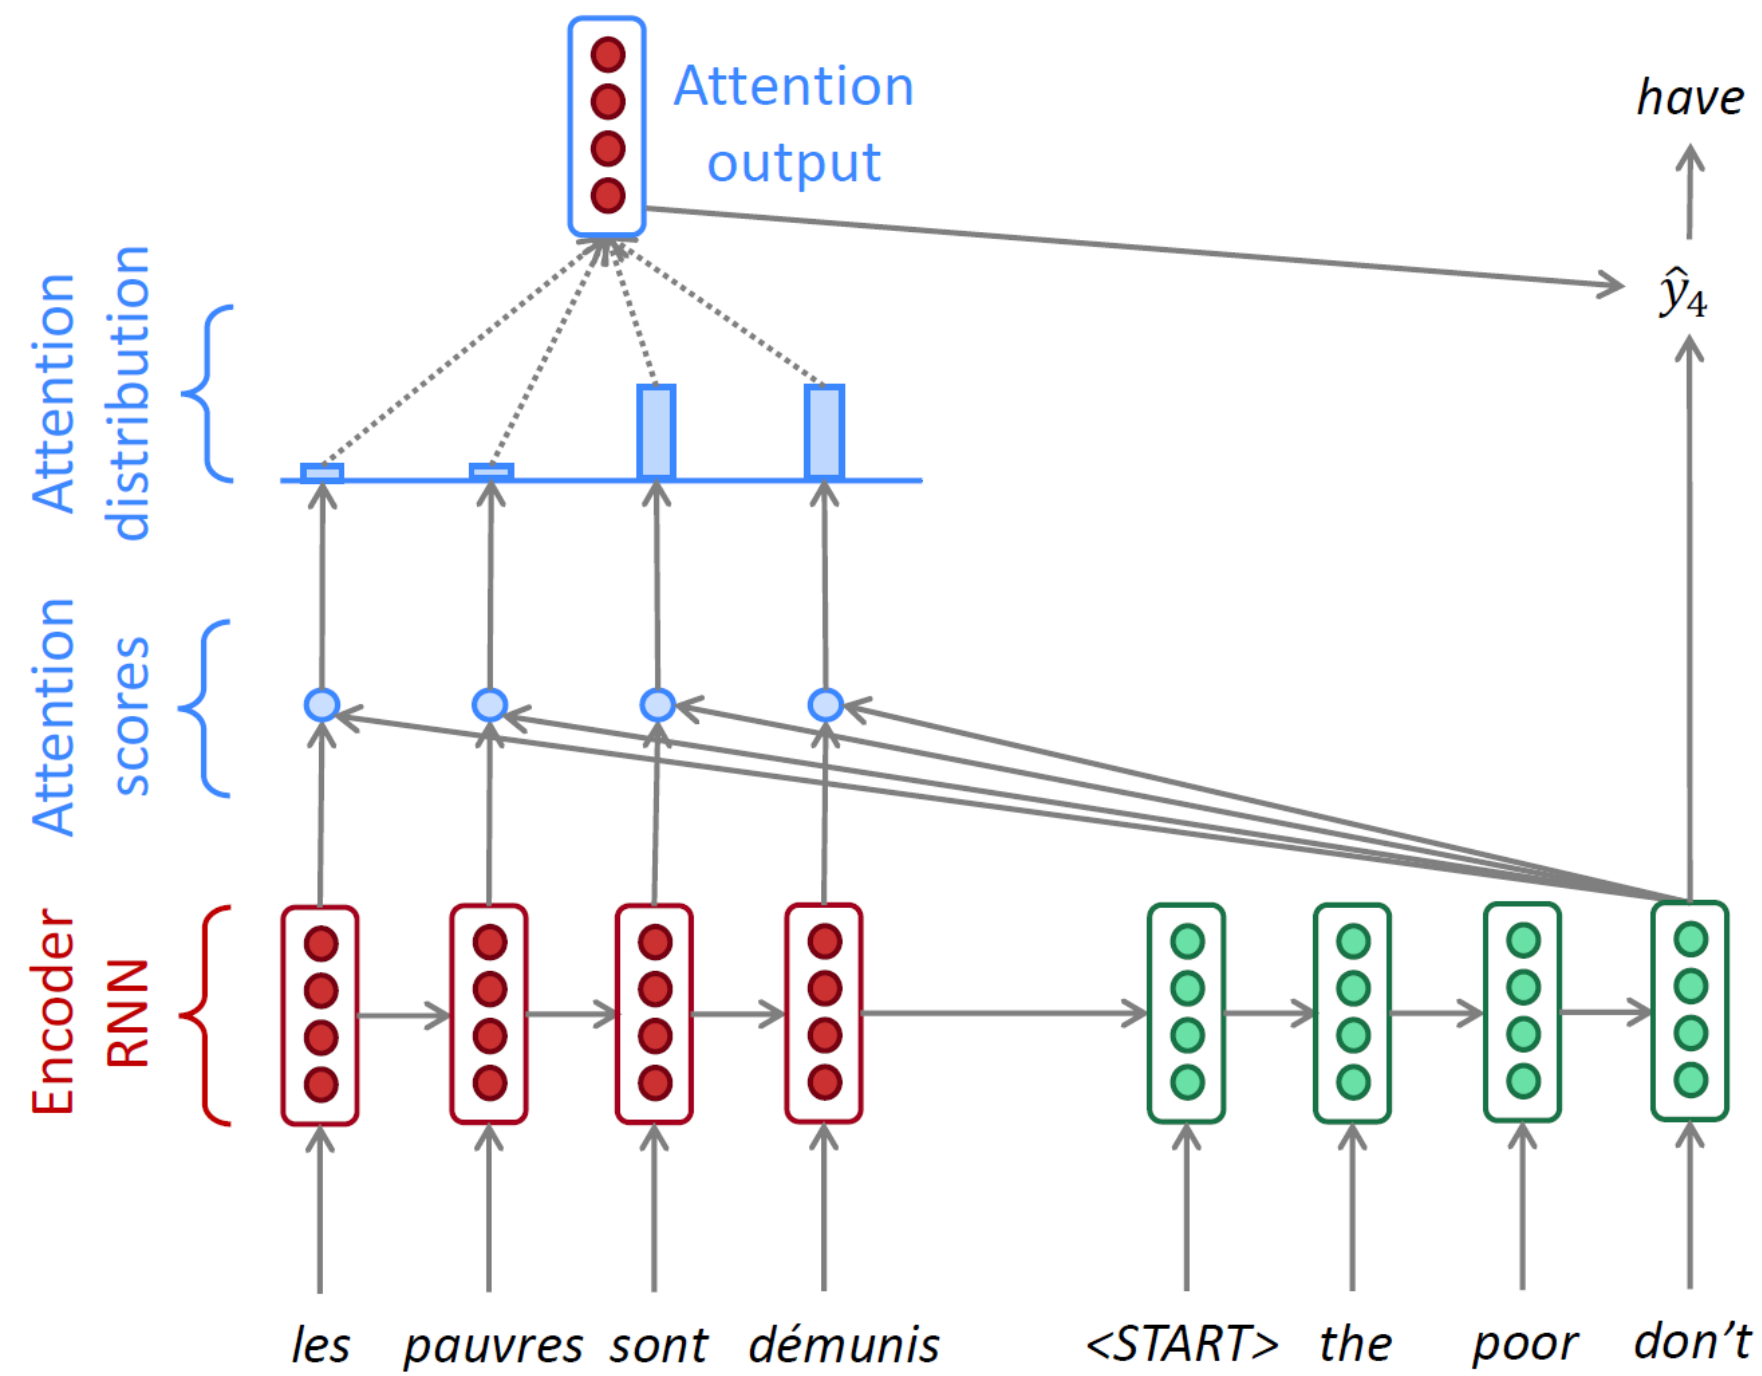 Attention
output
have
ŷ₄
Attention
distribution
Attention
scores
Encoder
RNN
les pauvres sont démunis <START> the poor don’t